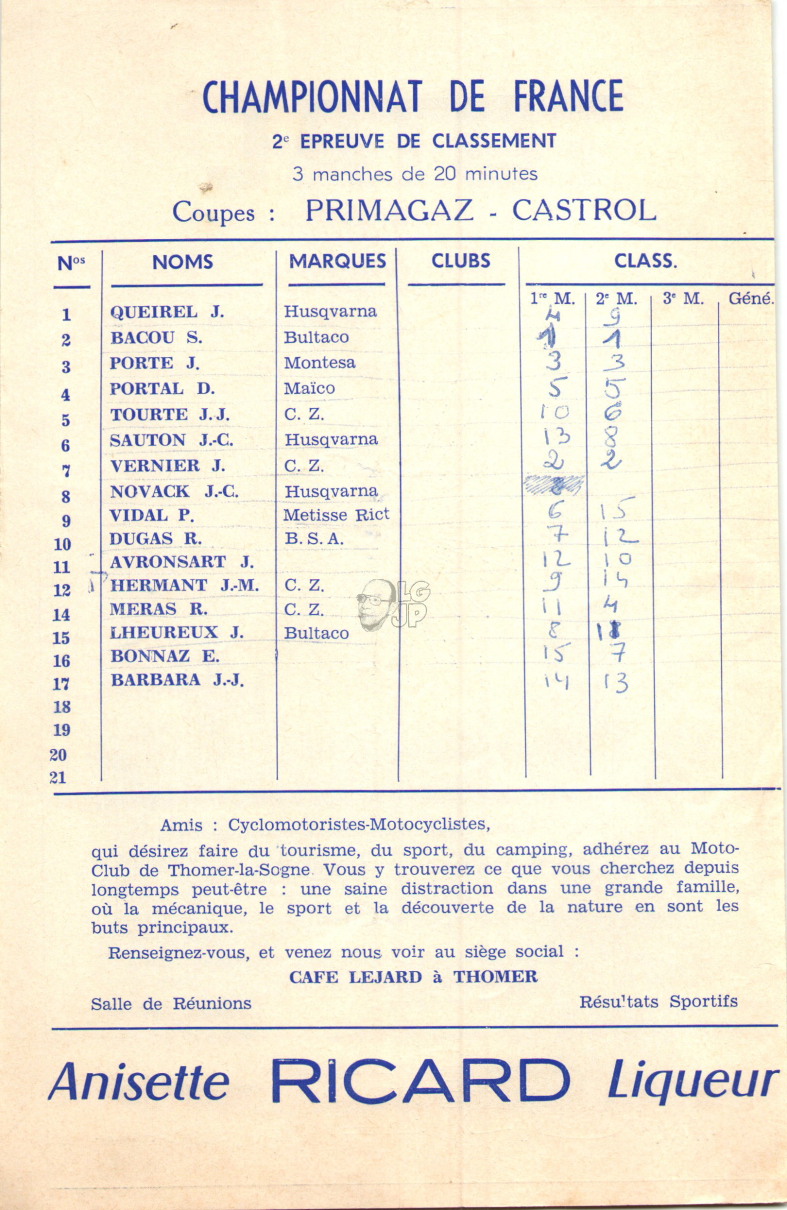 CHAMPIONNAT DE FRANCE
2e EPREUVE DE CLASSEMENT
3 manches de 20 minutes
Coupes : PRIMAGAZ - CASTROL
Nos NOMS MARQUES CLUBS CLASS.
1re M. 2e M. 3e M. Géné.
1 QUEIREL J. Husqvarna 4 9
2 BACOU S. Bultaco 1 1
3 PORTE J. Montesa 3 3
4 PORTAL D. Maïco 5 5
5 TOURTE J.J. C. Z. 10 6
6 SAUTON J.-C. Husqvarna 13 8
7 VERNIER J. C. Z. 2 2
8 NOVACK J.-C. Husqvarna
9 VIDAL P. Metisse Rict 6 15
10 DUGAS R. B.S.A. 7 12
11 AVRONSART J. 12 10
12 HERMANT J.-M. C. Z. 9 14
14 MERAS R. C. Z. 11 4
15 LHEUREUX J. Bultaco 8
16 BONNAZ E. 15 7
17 BARBARA J.-J. 14 13
18
19
20
21
LG
JP
Amis : Cyclomotoristes-Motocyclistes,
qui désirez faire du tourisme, du sport, du camping, adhérez au Moto-
Club de Thomer-la-Sogne. Vous y trouverez ce que vous cherchez depuis
longtemps peut-être : une saine distraction dans une grande famille,
où la mécanique, le sport et la découverte de la nature en sont les
buts principaux.
Renseignez-vous, et venez nous voir au siège social :
CAFE LEJARD à THOMER
Salle de Réunions Résultats Sportifs
Anisette RICARD Liqueur